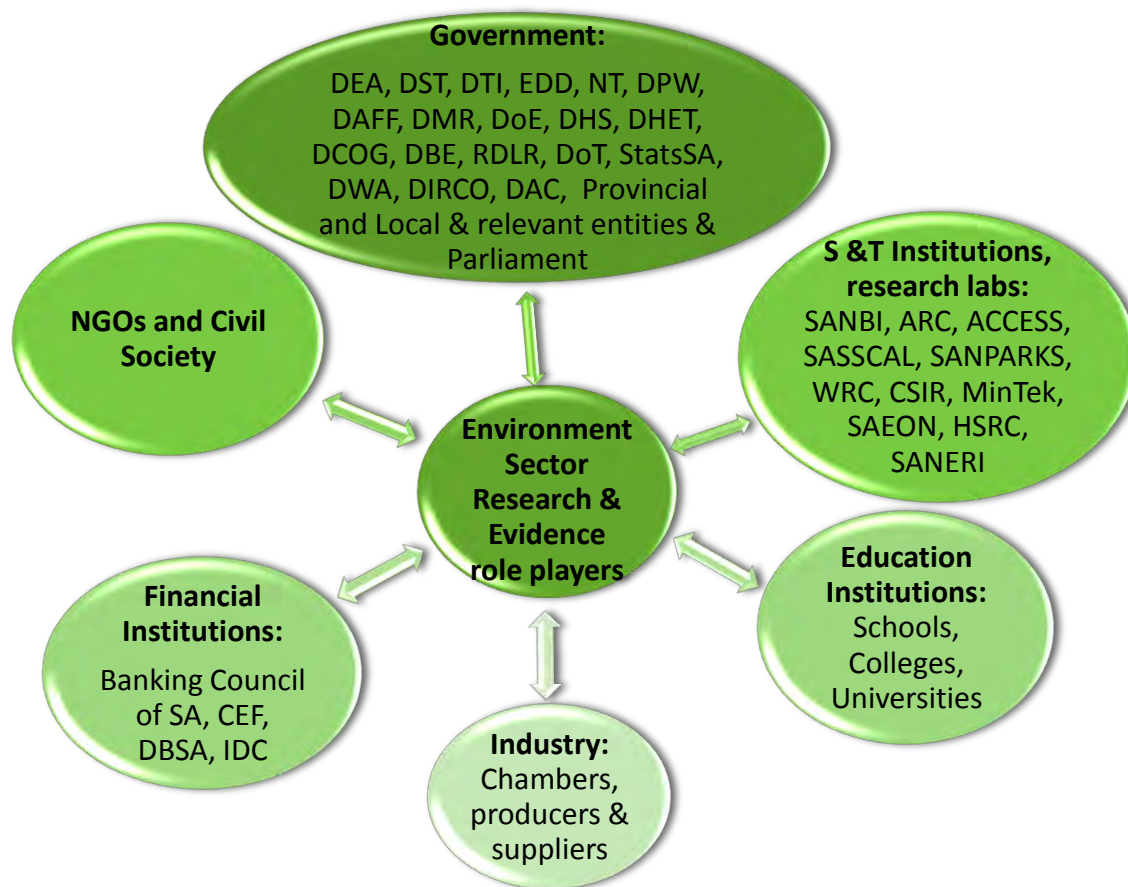 Government:
DEA, DST, DTI, EDD, NT, DPW,
DAFF, DMR, DoE, DHS, DHET,
DCOG, DBE, RDLR, DoT, StatsSA,
DWA, DIRCO, DAC, Provincial
and Local & relevant entities &
Parliament
NGOs and Civil
Society
S &T Institutions,
research labs:
SANBI, ARC, ACCESS,
SASSCAL, SANPARKS,
WRC, CSIR, MinTek,
SAEON, HSRC,
SANERI
Environment
Sector
Research &
Evidence
role players
Financial
Institutions:
Banking Council
of SA, CEF,
DBSA, IDC
Education
Institutions:
Schools,
Colleges,
Universities
Industry:
Chambers,
producers &
suppliers